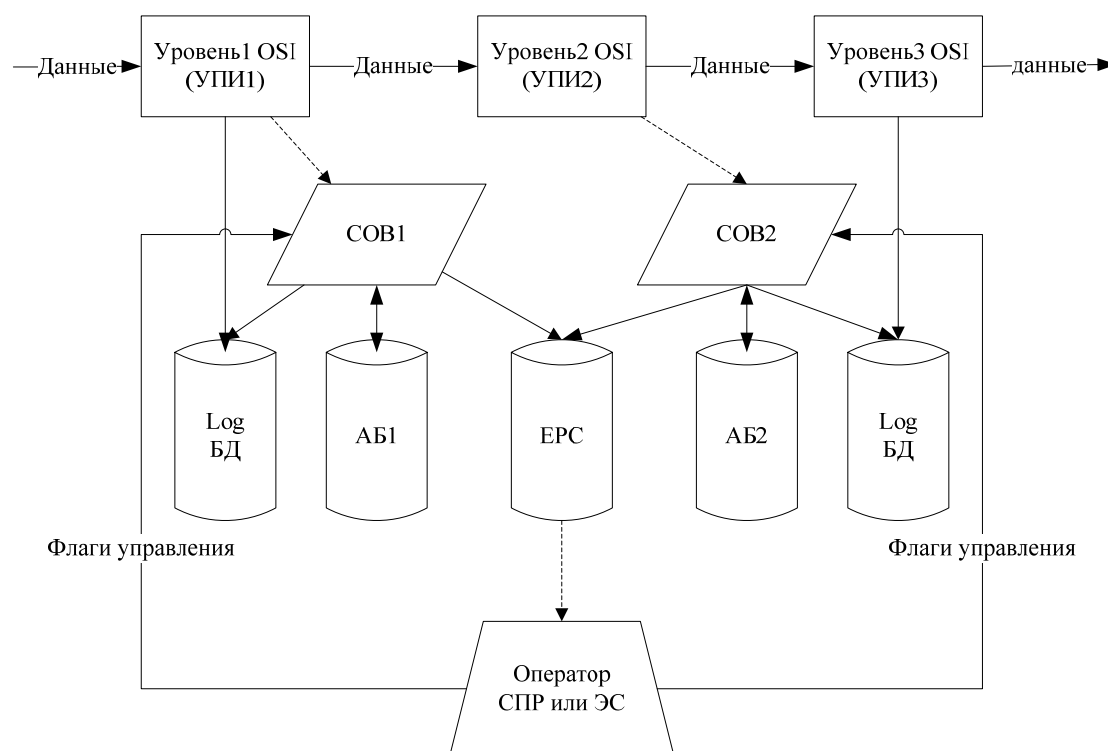 Уровень1 OSI
(УПИ1)
Уровень2 OSI
(УПИ2)
Уровень3 OSI
(УПИ3)
Данные
Данные
Данные
данные
СОВ1
СОВ2
Log
БД
АБ1
ЕРС
АБ2
Log
БД
Флаги управления
Флаги управления
Оператор
СПР или ЭС